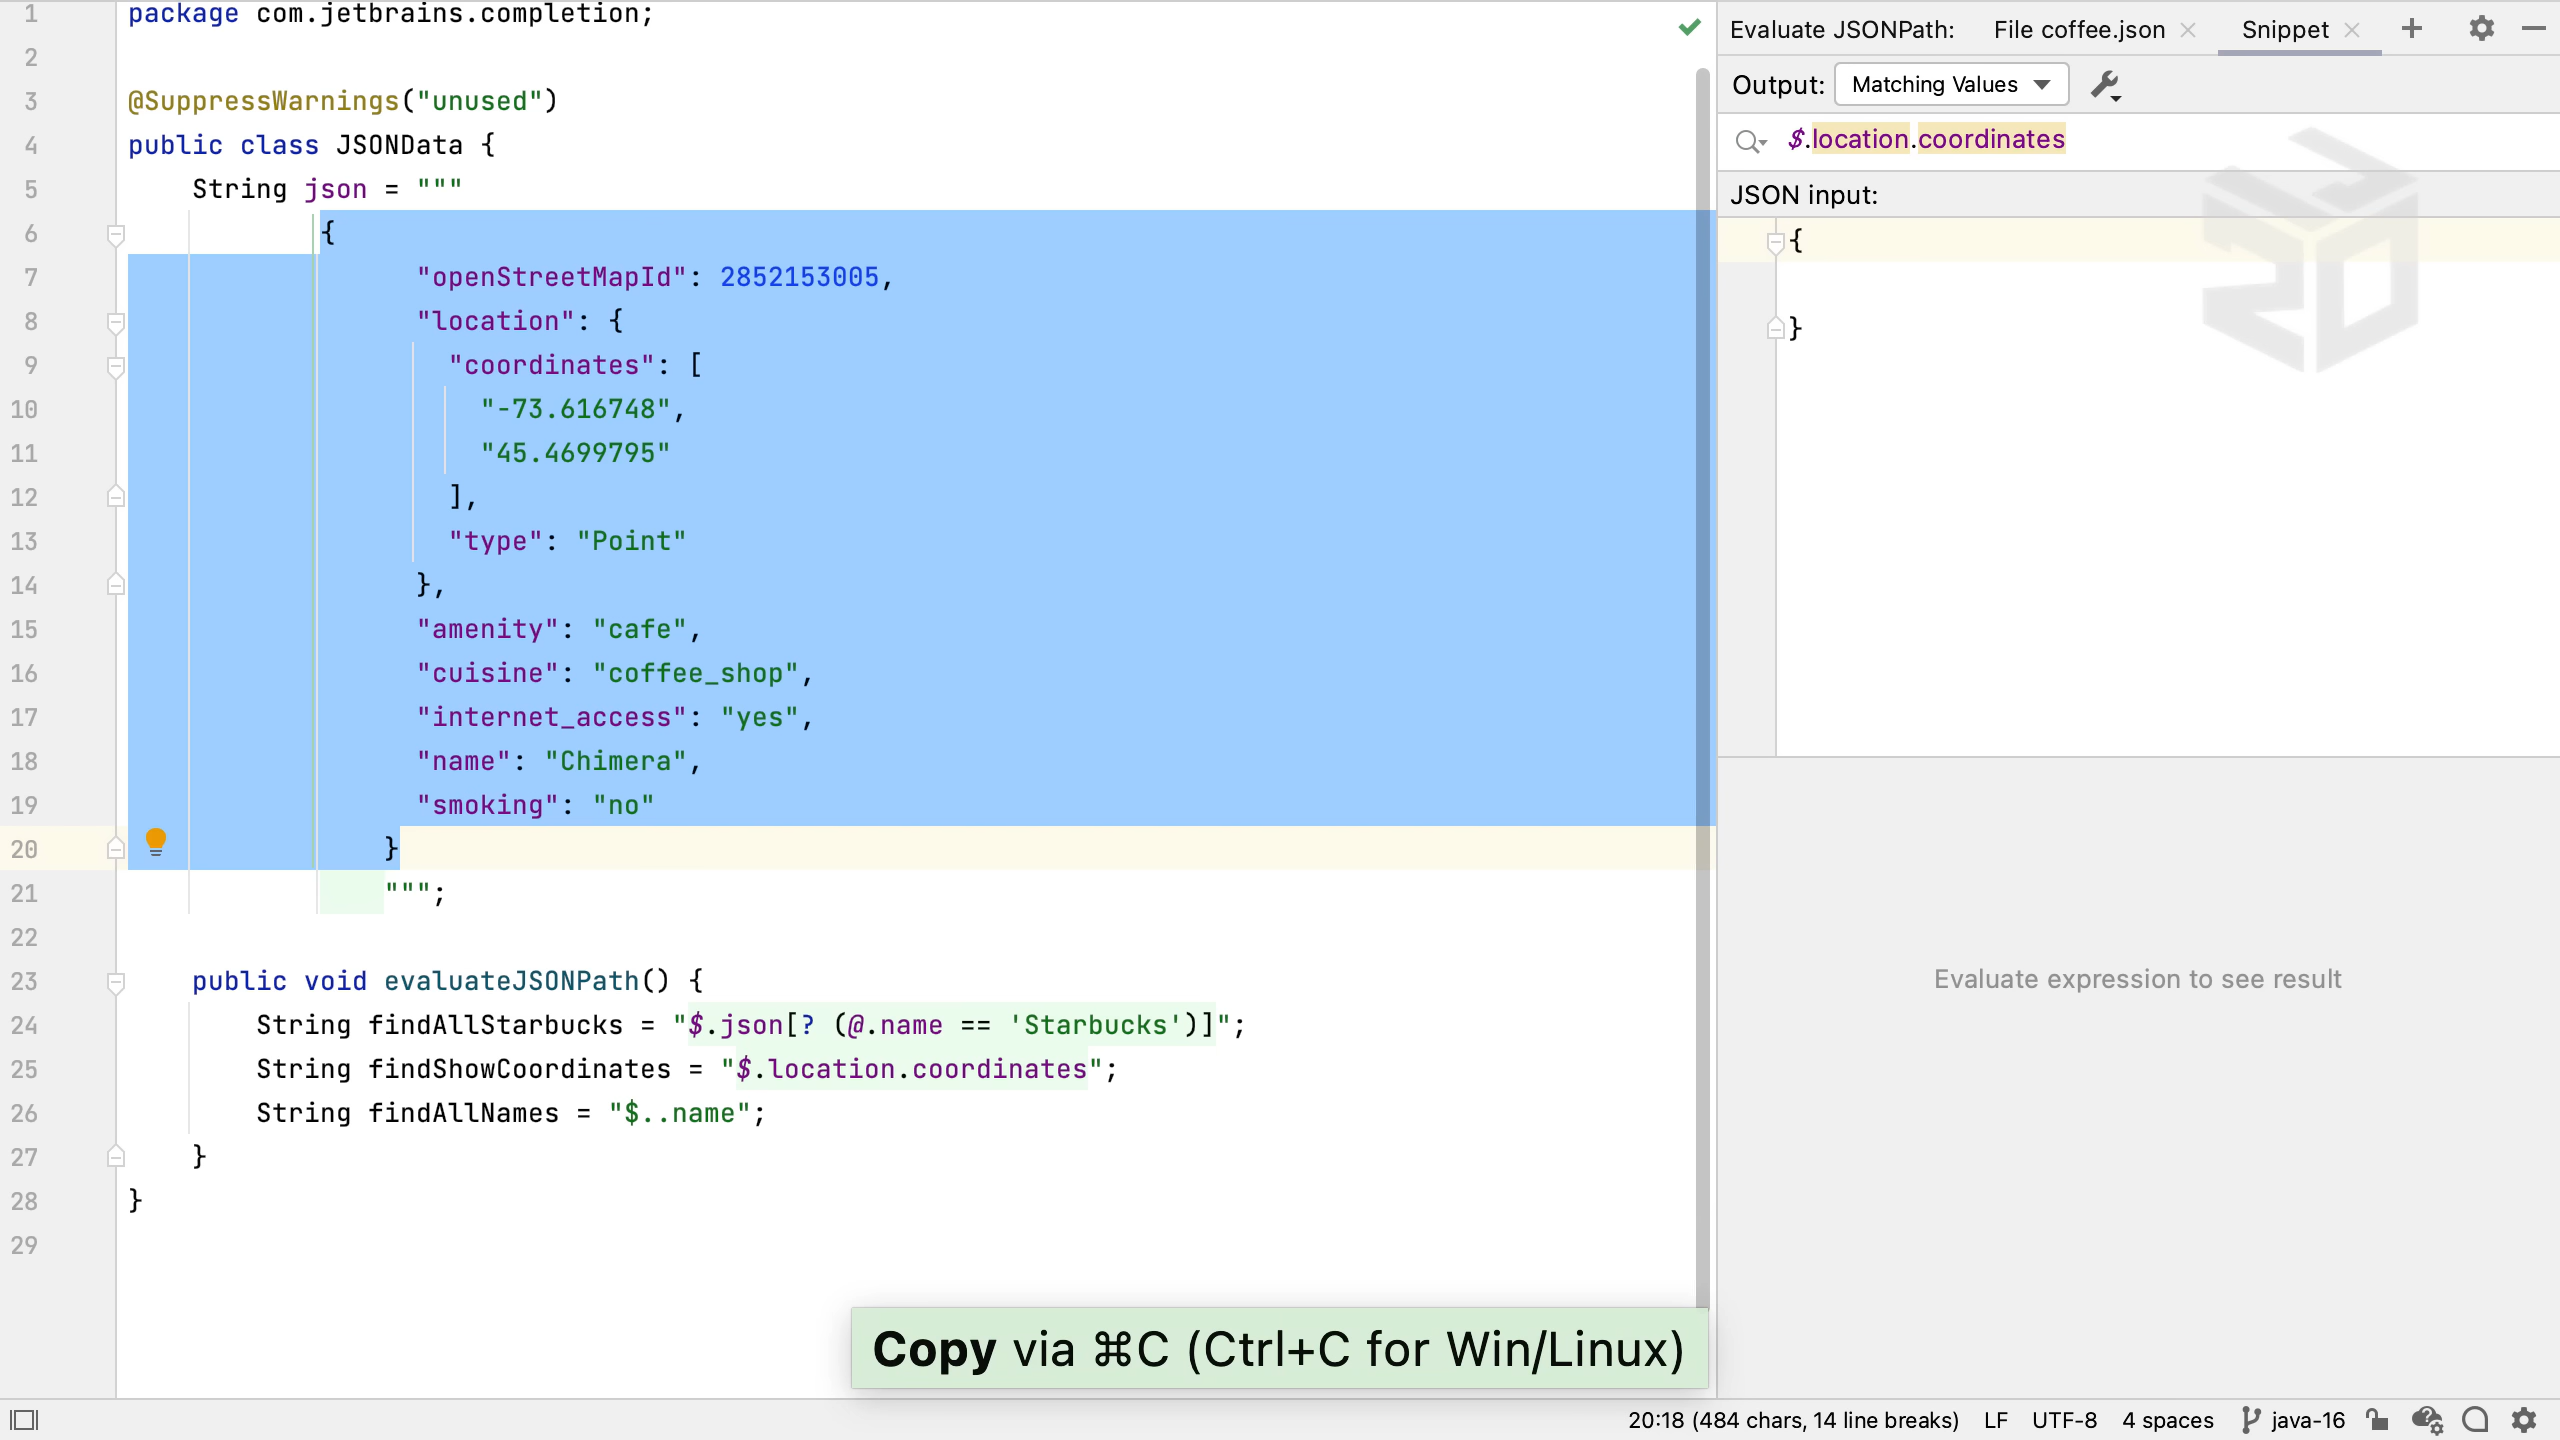 1 package com.jetbrains.completion;
2
3 @SuppressWarnings("unused")
4 public class JSONData {
5 String json = """
6 {
7 "openStreetMapId": 2852153005,
8 "location": {
9 "coordinates": [
10 "-73.616748",
11 "45.4699795"
12 ],
13 "type": "Point"
14 },
15 "amenity": "cafe",
16 "cuisine": "coffee_shop",
17 "internet_access": "yes",
18 "name": "Chimera",
19 "smoking": "no"
20 }
21 """;
22
23 public void evaluateJSONPath() {
24 String findAllStarbucks = "$.json[? (@.name == 'Starbucks')]";
25 String findShowCoordinates = "$.location.coordinates";
26 String findAllNames = "$..name";
27 }
28 }
29
Evaluate JSONPath: File coffee.json Snippet
Output: Matching Values
$.location.coordinates
JSON input:
{
}
Evaluate expression to see result
Copy via ⌘C (Ctrl+C for Win/Linux)
20:18 (484 chars, 14 line breaks) LF UTF-8 4 spaces java-16